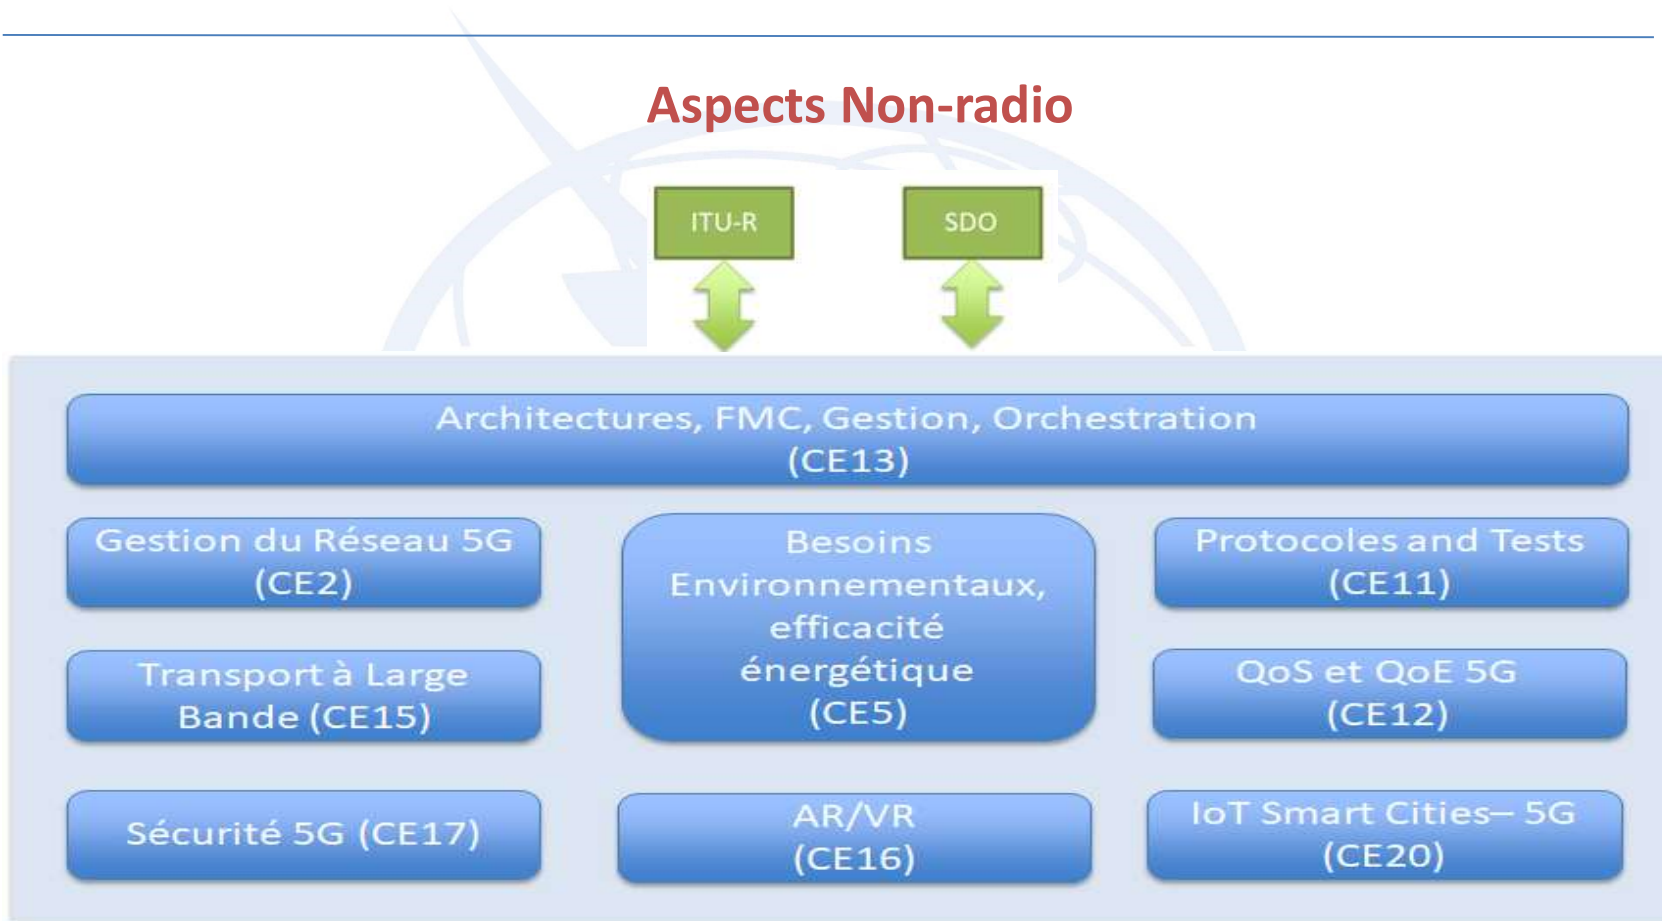 Aspects Non-radio
ITU-R
SDO
Architectures, FMC, Gestion, Orchestration
(CE13)
Gestion du Réseau 5G
(CE2)
Besoins
Environnementaux,
efficacité
énergétique
(CE5)
Protocoles and Tests
(CE11)
Transport à Large
Bande (CE15)
QoS et QoE 5G
(CE12)
Sécurité 5G (CE17)
AR/VR
(CE16)
IoT Smart Cities– 5G
(CE20)